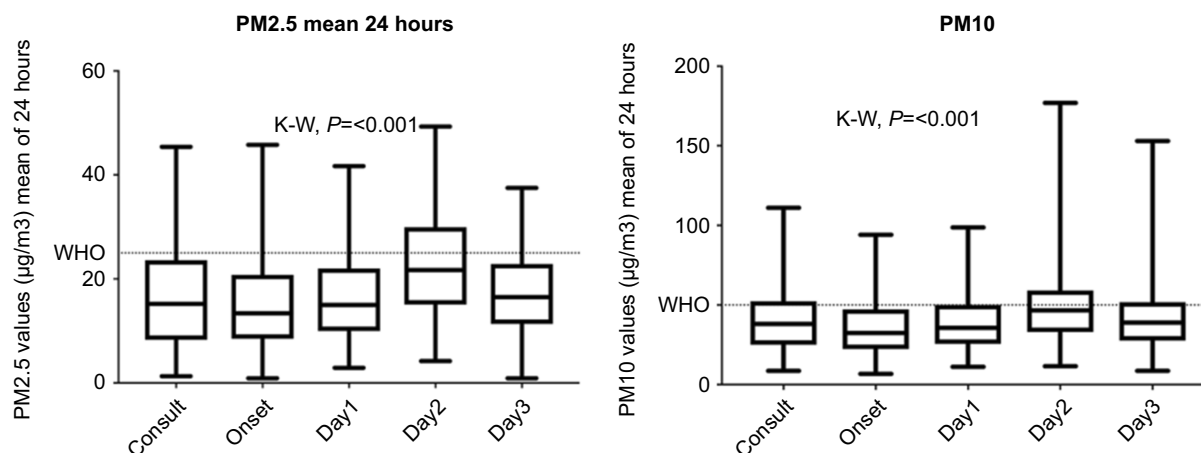 PM2.5 mean 24 hours
PM2.5 values (µg/m3) mean of 24 hours
60
40
20
0
WHO
K-W, P=<0.001
Consult
Onset
Day1
Day2
Day3
PM10
PM10 values (µg/m3) mean of 24 hours
200
150
100
50
0
WHO
K-W, P=<0.001
Consult
Onset
Day1
Day2
Day3